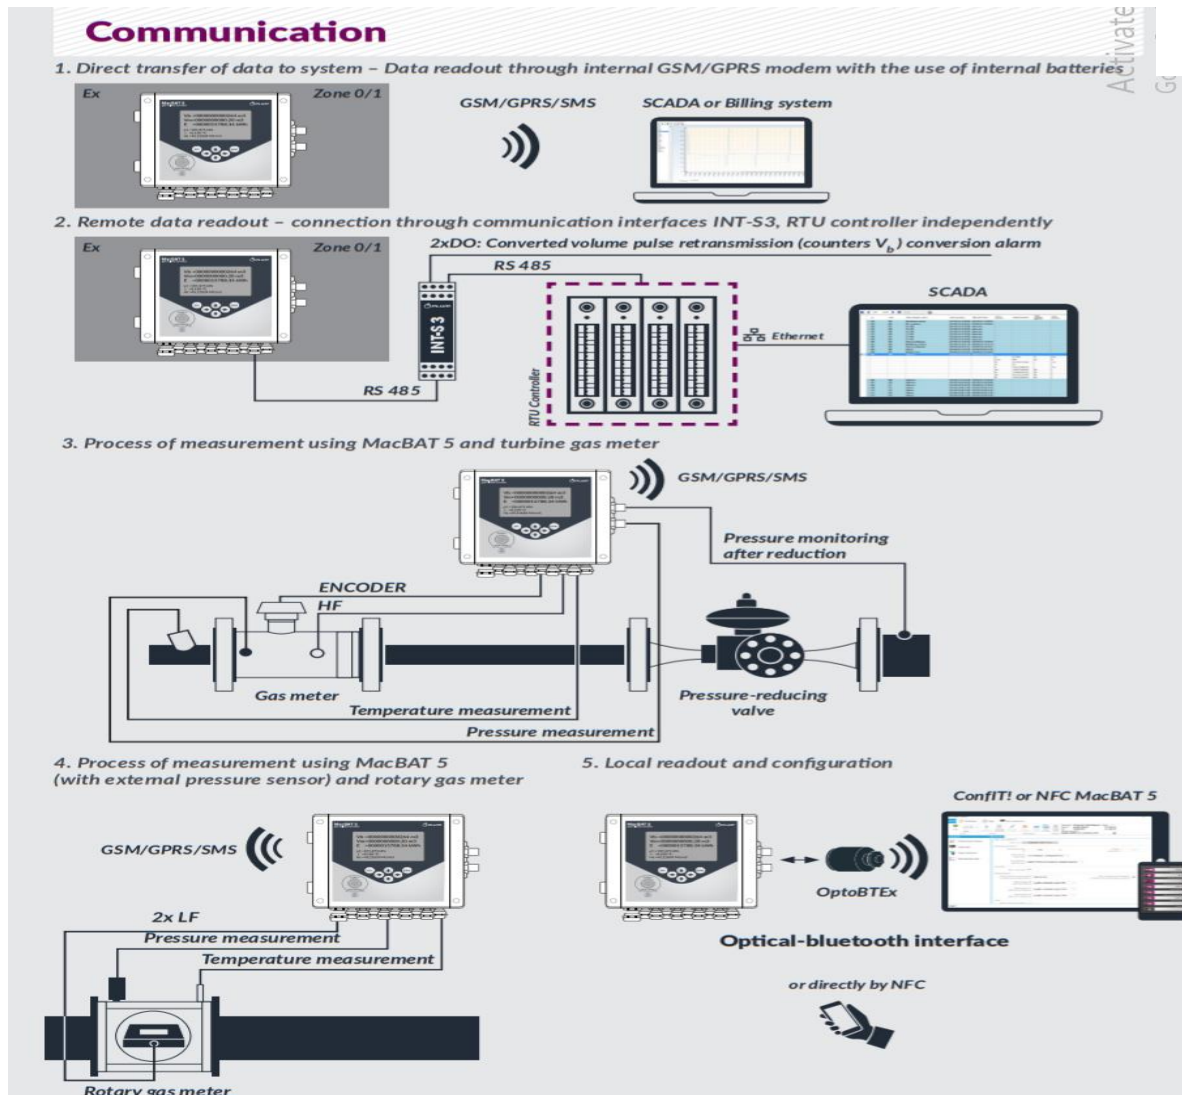 Communication
Activate
Go
1. Direct transfer of data to system – Data readout through internal GSM/GPRS modem with the use of internal batteries
Ex
Zone 0/1
GSM/GPRS/SMS
SCADA or Billing system
2. Remote data readout – connection through communication interfaces INT-S3, RTU controller independently
Ex
Zone 0/1
2xDO: Converted volume pulse retransmission (counters Vb) conversion alarm
RS 485
INT-S3
SCADA
Ethernet
RTU Controller
RS 485
3. Process of measurement using MacBAT 5 and turbine gas meter
GSM/GPRS/SMS
Pressure monitoring
after reduction
ENCODER
HF
Gas meter
Pressure-reducing
valve
Temperature measurement
Pressure measurement
4. Process of measurement using MacBAT 5
(with external pressure sensor) and rotary gas meter
5. Local readout and configuration
ConfIT! or NFC MacBAT 5
GSM/GPRS/SMS
OptoBTEx
2x LF
Pressure measurement
Temperature measurement
Optical-bluetooth interface
or directly by NFC
Rotary gas meter